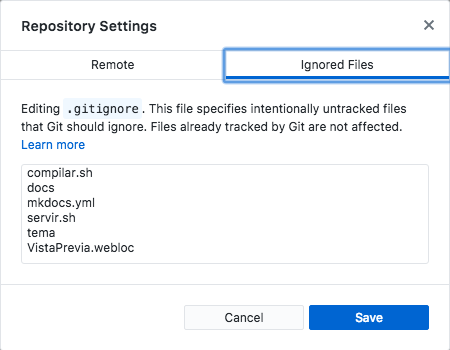 Repository Settings
Remote
Ignored Files
Editing .gitignore. This file specifies intentionally untracked files
that Git should ignore. Files already tracked by Git are not affected.
Learn more
compilar.sh
docs
mkdocs.yml
servir.sh
tema
VistaPrevia.webloc
Cancel
Save